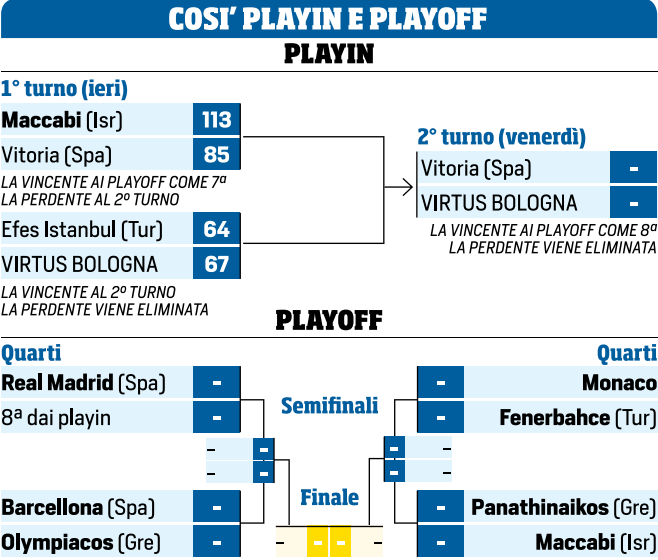 COSI' PLAYIN E PLAYOFF
PLAYIN
1° turno (ieri)
Maccabi (Isr) 113
Vitoria (Spa) 85
LA VINCENTE AI PLAYOFF COME 7ª
LA PERDENTE AL 2º TURNO
Efes Istanbul (Tur) 64
VIRTUS BOLOGNA 67
LA VINCENTE AL 2º TURNO
LA PERDENTE VIENE ELIMINATA
2° turno (venerdì)
Vitoria (Spa) -
VIRTUS BOLOGNA -
LA VINCENTE AI PLAYOFF COME 8ª
LA PERDENTE VIENE ELIMINATA
PLAYOFF
Quarti
Real Madrid (Spa) -
8ª dai playin -
- -
- -
Barcellona (Spa) -
Olympiacos (Gre) -
Semifinali
Finale
- - - -
Quarti
- Monaco
- Fenerbahce (Tur)
- -
- -
- Panathinaikos (Gre)
- Maccabi (Isr)